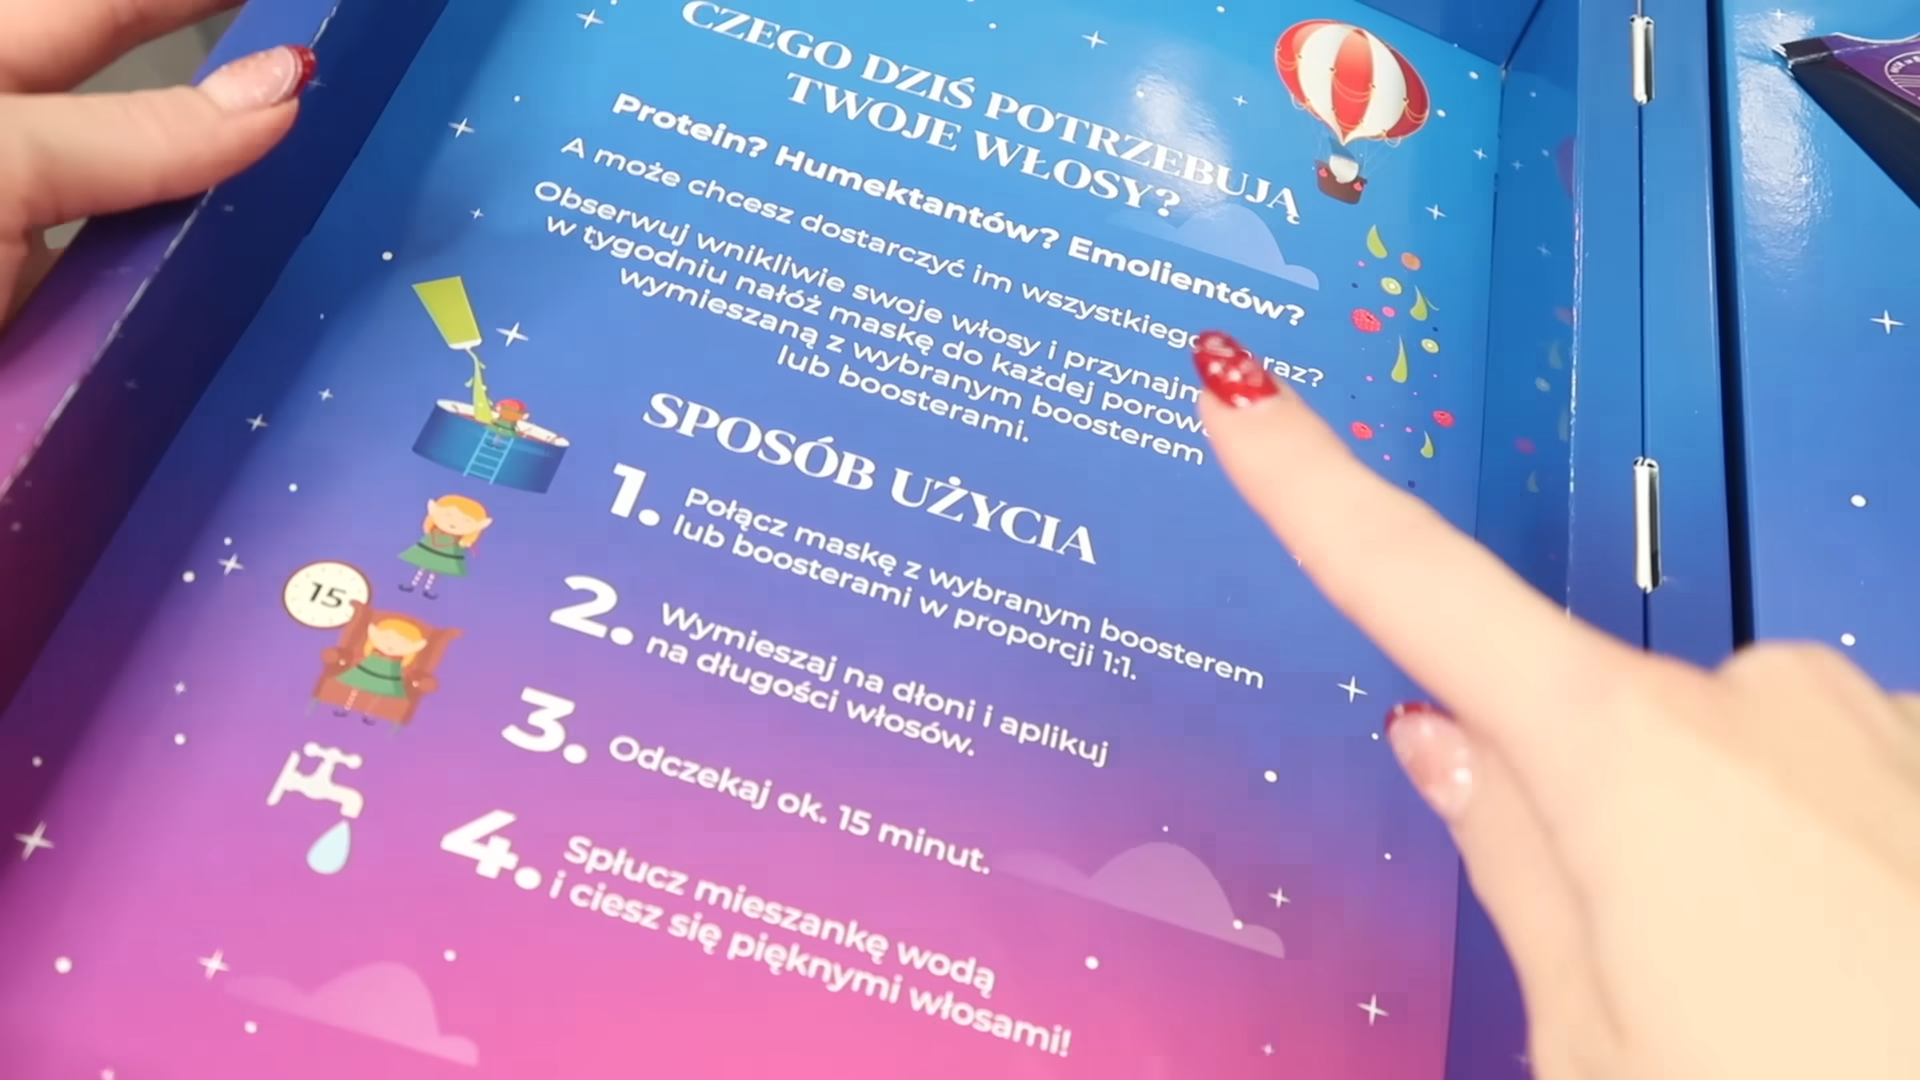 CZEGO DZIŚ POTRZEBUJĄ
TWOJE WŁOSY?
Protein? Humektantów? Emolientów?
A może chcesz dostarczyć im wszystkiego raz?
Obserwuj wnikliwie swoje włosy i
w tygodniu nałóż maskę do każdej
wymieszaną z wybranym boosterem
lub boosterami.
SPOSÓB UŻYCIA
1. Połącz maskę z wybranym boosterem
lub boosterami w proporcji 1:1.
2. Wymieszaj na dłoni i aplikuj
na długości włosów.
15
3. Odczekaj ok. 15 minut.
4. Spłucz mieszankę wodą
i ciesz się pięknymi włosami!